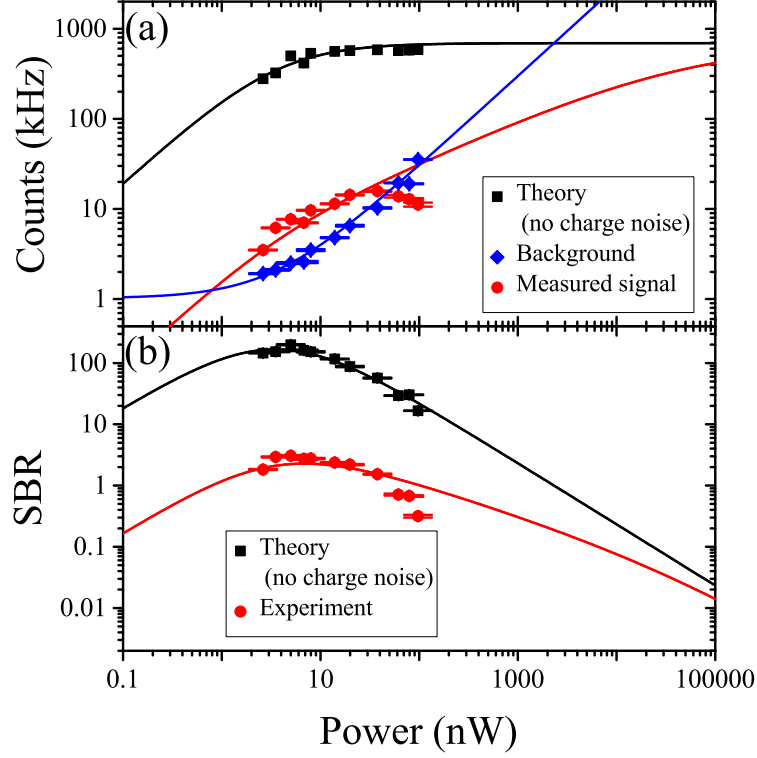 (a)
1000
100
10
1
Counts (kHz)
Theory
(no charge noise)
Background
Measured signal
(b)
100
10
1
0.1
0.01
SBR
Theory
(no charge noise)
Experiment
0.1
10
1000
100000
Power (nW)